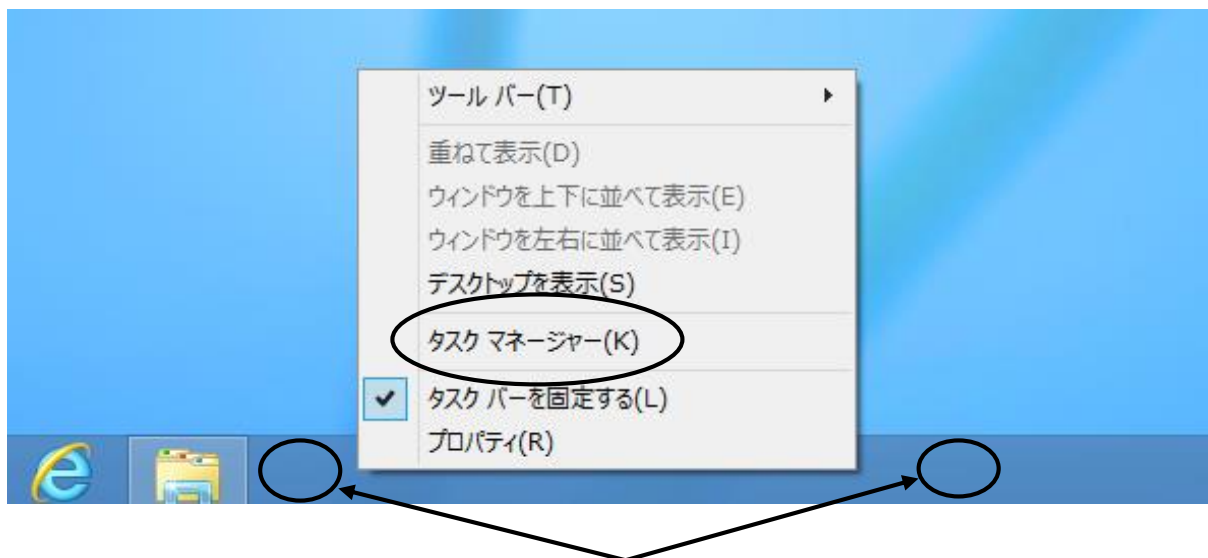 ツール バー(T)
重ねて表示(D)
ウィンドウを上下に並べて表示(E)
ウィンドウを左右に並べて表示(I)
デスクトップを表示(S)
タスク マネージャー(K)
タスク バーを固定する(L)
プロパティ(R)